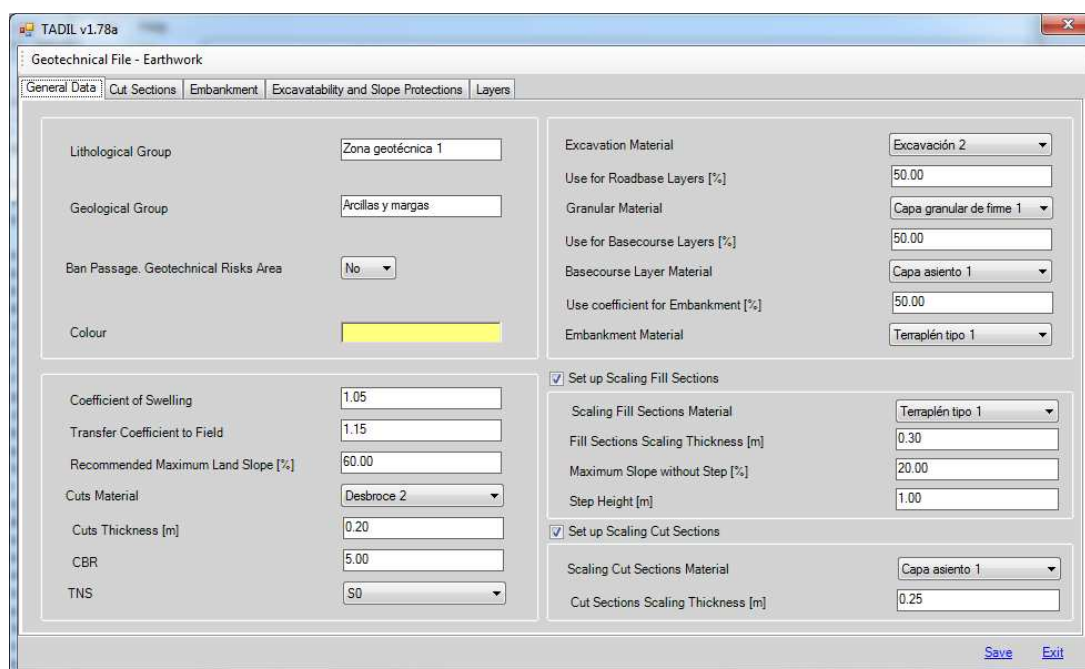 TADIL v1.78a
Geotechnical File - Earthwork
General Data Cut Sections Embankment Excavatability and Slope Protections Layers
Lithological Group Zona geotécnica 1
Geological Group Arcillas y margas
Ban Passage. Geotechnical Risks Area No
Colour
Excavation Material Excavación 2
Use for Roadbase Layers [%] 50.00
Granular Material Capa granular de firme 1
Use for Basecourse Layers [%] 50.00
Basecourse Layer Material Capa asiento 1
Use coefficient for Embankment [%] 50.00
Embankment Material Terraplén tipo 1
Coefficient of Swelling 1.05
Transfer Coefficient to Field 1.15
Recommended Maximum Land Slope [%] 60.00
Cuts Material Desbroce 2
Cuts Thickness [m] 0.20
CBR 5.00
TNS S0
Set up Scaling Fill Sections
Scaling Fill Sections Material Terraplén tipo 1
Fill Sections Scaling Thickness [m] 0.30
Maximum Slope without Step [%] 20.00
Step Height [m] 1.00
Set up Scaling Cut Sections
Scaling Cut Sections Material Capa asiento 1
Cut Sections Scaling Thickness [m] 0.25
Save Exit